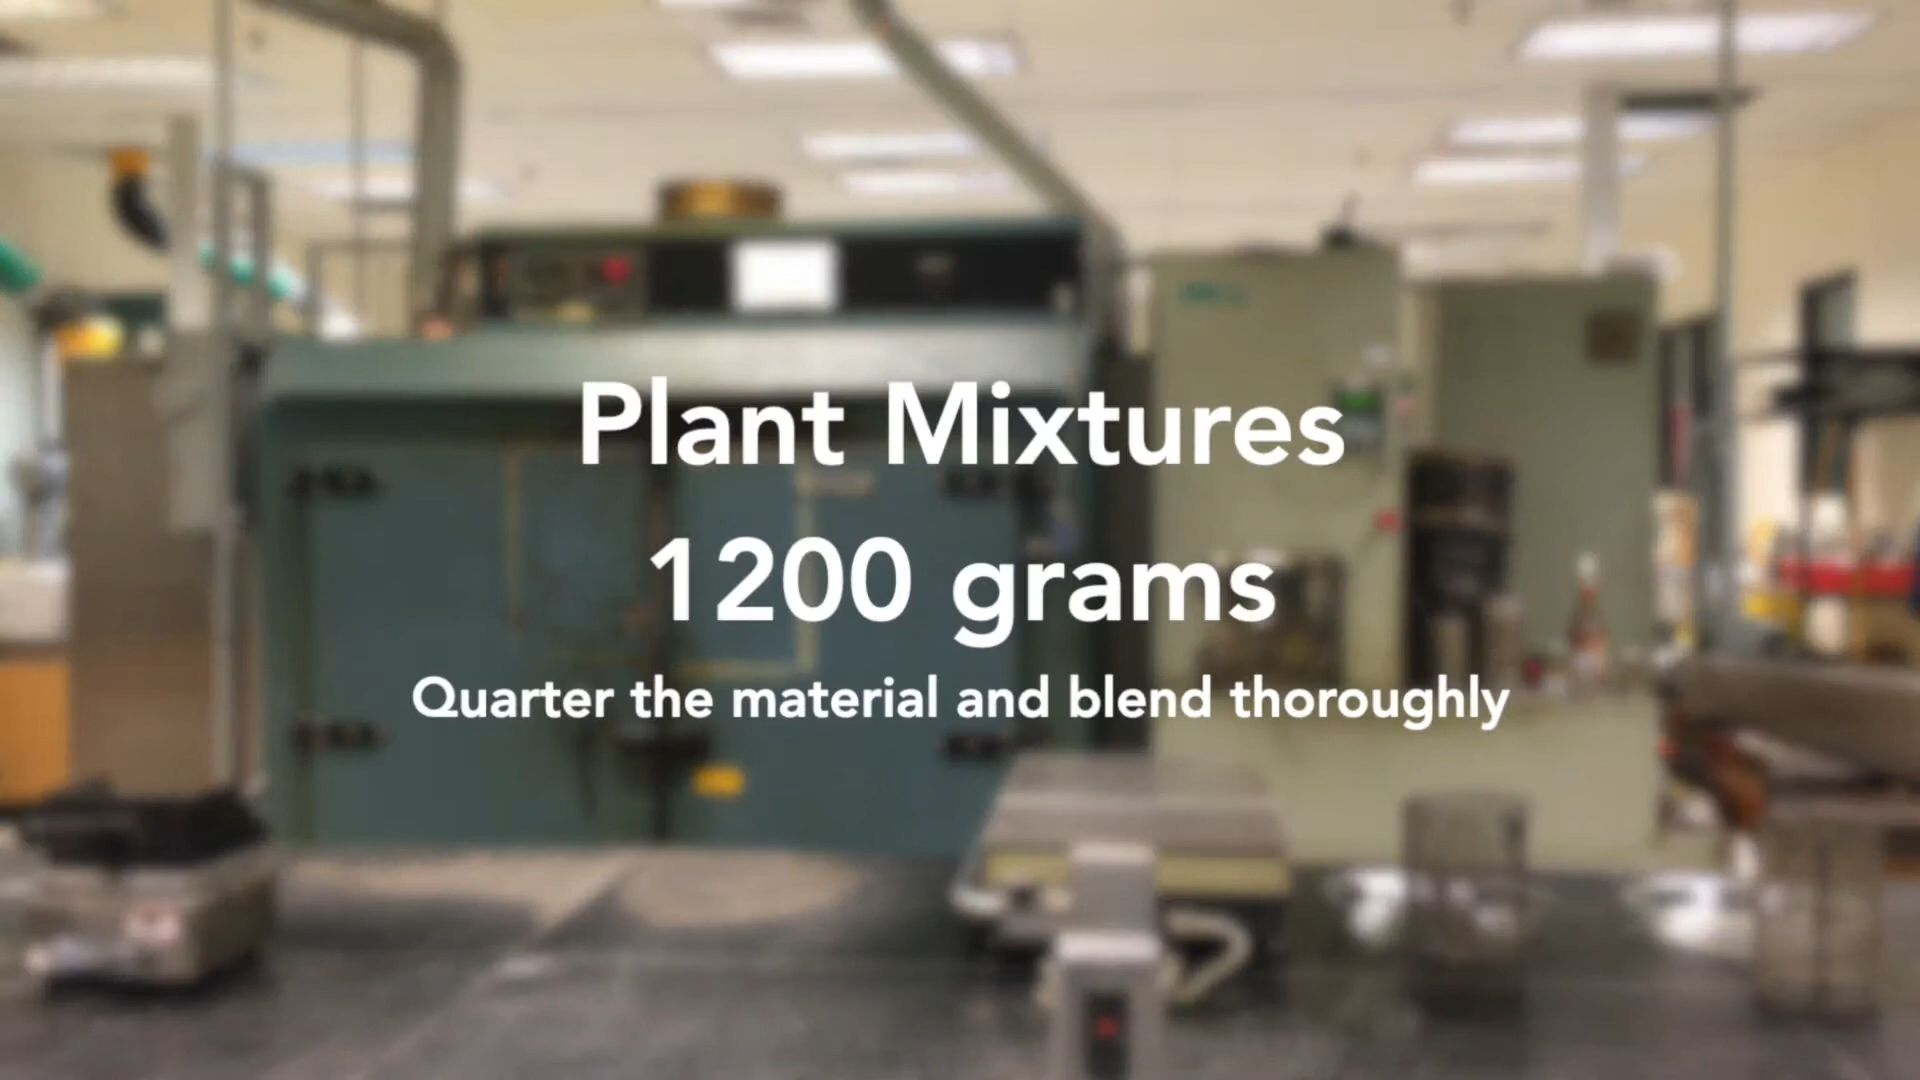 Plant Mixtures
1200 grams
Quarter the material and blend thoroughly